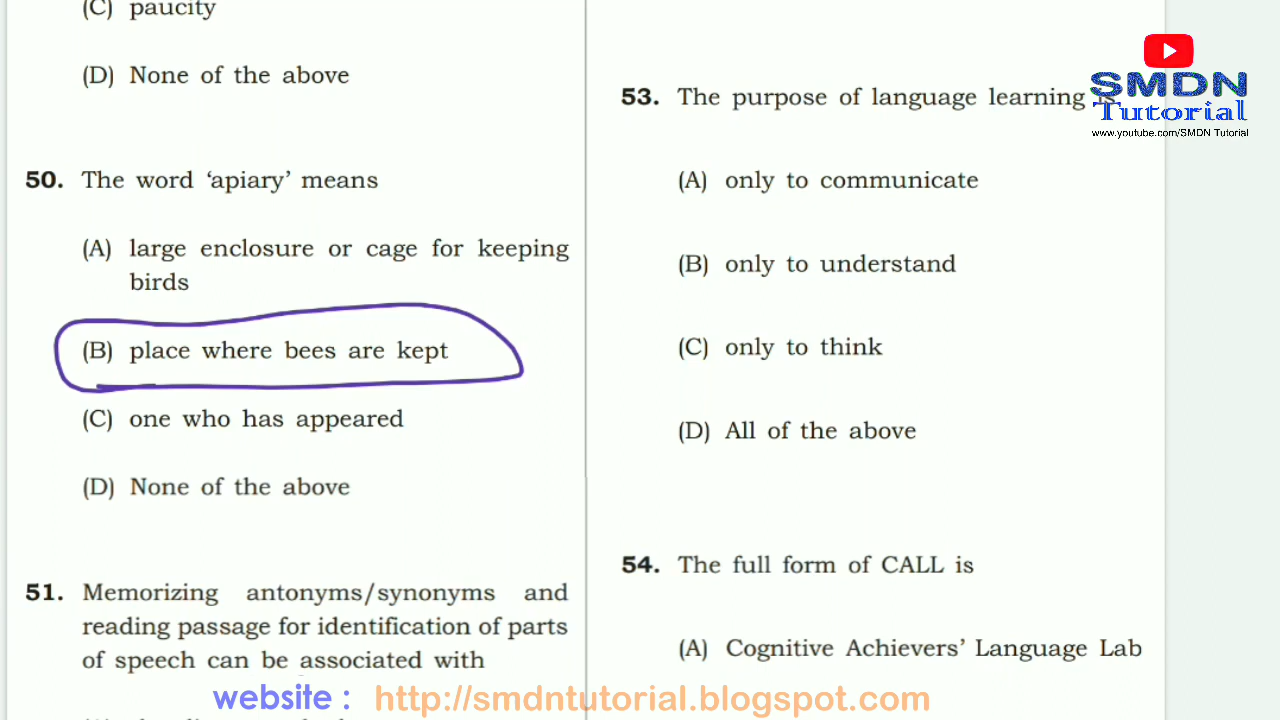 (C) paucity
(D) None of the above
50. The word ‘apiary’ means
(A) large enclosure or cage for keeping
birds
(B) place where bees are kept
(C) one who has appeared
(D) None of the above
51. Memorizing antonyms/synonyms and
reading passage for identification of parts
of speech can be associated with
53. The purpose of language learning is
(A) only to communicate
(B) only to understand
(C) only to think
(D) All of the above
54. The full form of CALL is
(A) Cognitive Achievers’ Language Lab
SMDN
Tutorial
www.youtube.com/SMDN Tutorial
website : http://smdntutorial.blogspot.com